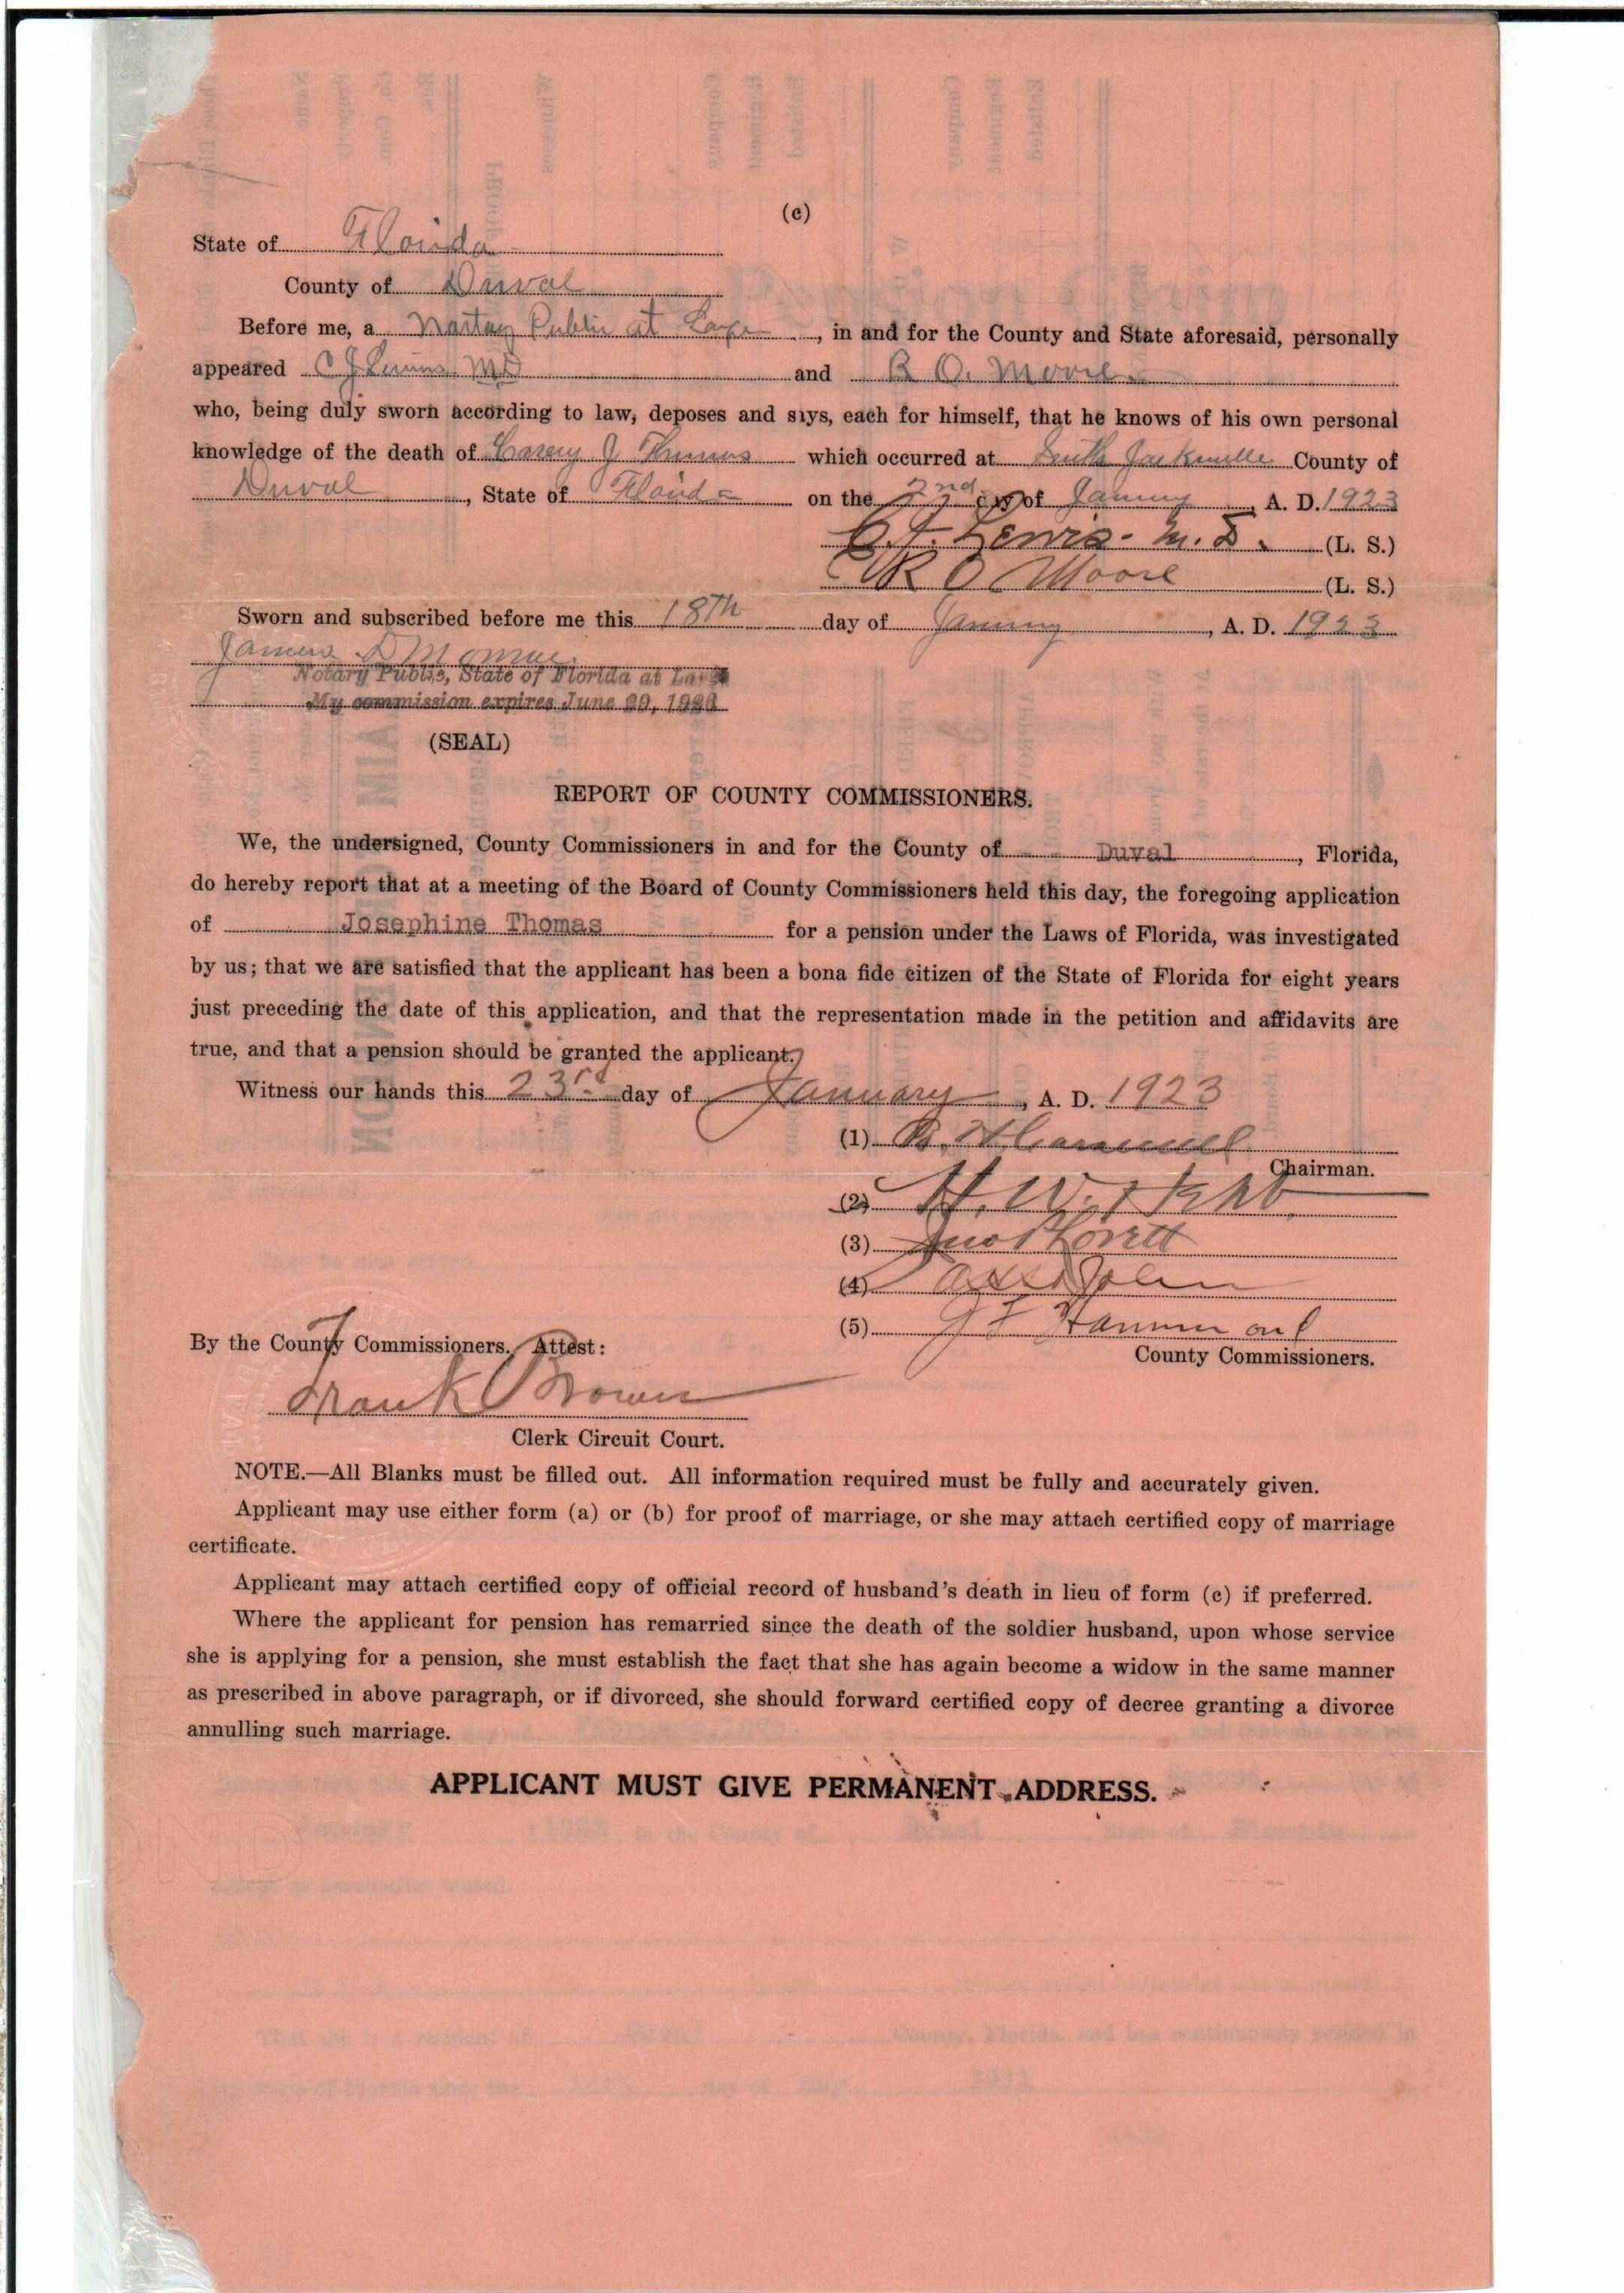 (c)
State of Florida
County of Duval
Before me, a Nortay Public at Large, in and for the County and State aforesaid, personally
appeared C J MD and R O. Moore
who, being duly sworn according to law, deposes and says, each for himself, that he knows of his own personal
knowledge of the death of J Thomas which occurred at South Jacksonville County of
Duval, State of Florida on the 2nd day of January A. D. 1923
Lewis - M. D. (L. S.)
R O Moore (L. S.)
Sworn and subscribed before me this 18th day of January, A. D. 1923
Notary Public, State of Florida at Large
My commission expires June
(SEAL)
REPORT OF COUNTY COMMISSIONERS.
We, the undersigned, County Commissioners in and for the County of Duval, Florida,
do hereby report that at a meeting of the Board of County Commissioners held this day, the foregoing application
of Josephine Thomas for a pension under the Laws of Florida, was investigated
by us; that we are satisfied that the applicant has been a bona fide citizen of the State of Florida for eight years
just preceding the date of this application, and that the representation made in the petition and affidavits are
true, and that a pension should be granted the applicant.
Witness our hands this 23rd day of January, A. D. 1923
(1)
Chairman.
(2) H. W.
(3) Jno Lovett
(4)
(5) J F Hammond
County Commissioners.
By the County Commissioners. Attest:
Frank Brown
Clerk Circuit Court.
NOTE.—All Blanks must be filled out. All information required must be fully and accurately given.
Applicant may use either form (a) or (b) for proof of marriage, or she may attach certified copy of marriage
certificate.
Applicant may attach certified copy of official record of husband's death in lieu of form (c) if preferred.
Where the applicant for pension has remarried since the death of the soldier husband, upon whose service
she is applying for a pension, she must establish the fact that she has again become a widow in the same manner
as prescribed in above paragraph, or if divorced, she should forward certified copy of decree granting a divorce
annulling such marriage.
APPLICANT MUST GIVE PERMANENT ADDRESS.